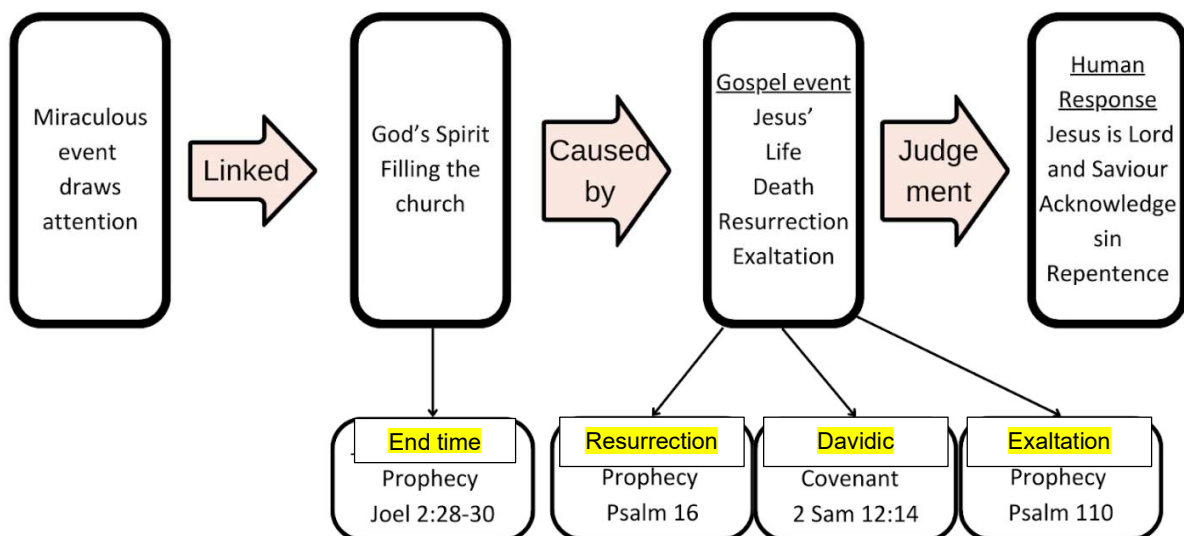 Miraculous
event
draws
attention
Linked
God's Spirit
Filling the
church
Caused
by
Gospel event
Jesus'
Life
Death
Resurrection
Exaltation
Judge
ment
Human
Response
Jesus is Lord
and Saviour
Acknowledge
sin
Repentence
End time
Prophecy
Joel 2:28-30
Resurrection
Prophecy
Psalm 16
Davidic
Covenant
2 Sam 12:14
Exaltation
Prophecy
Psalm 110